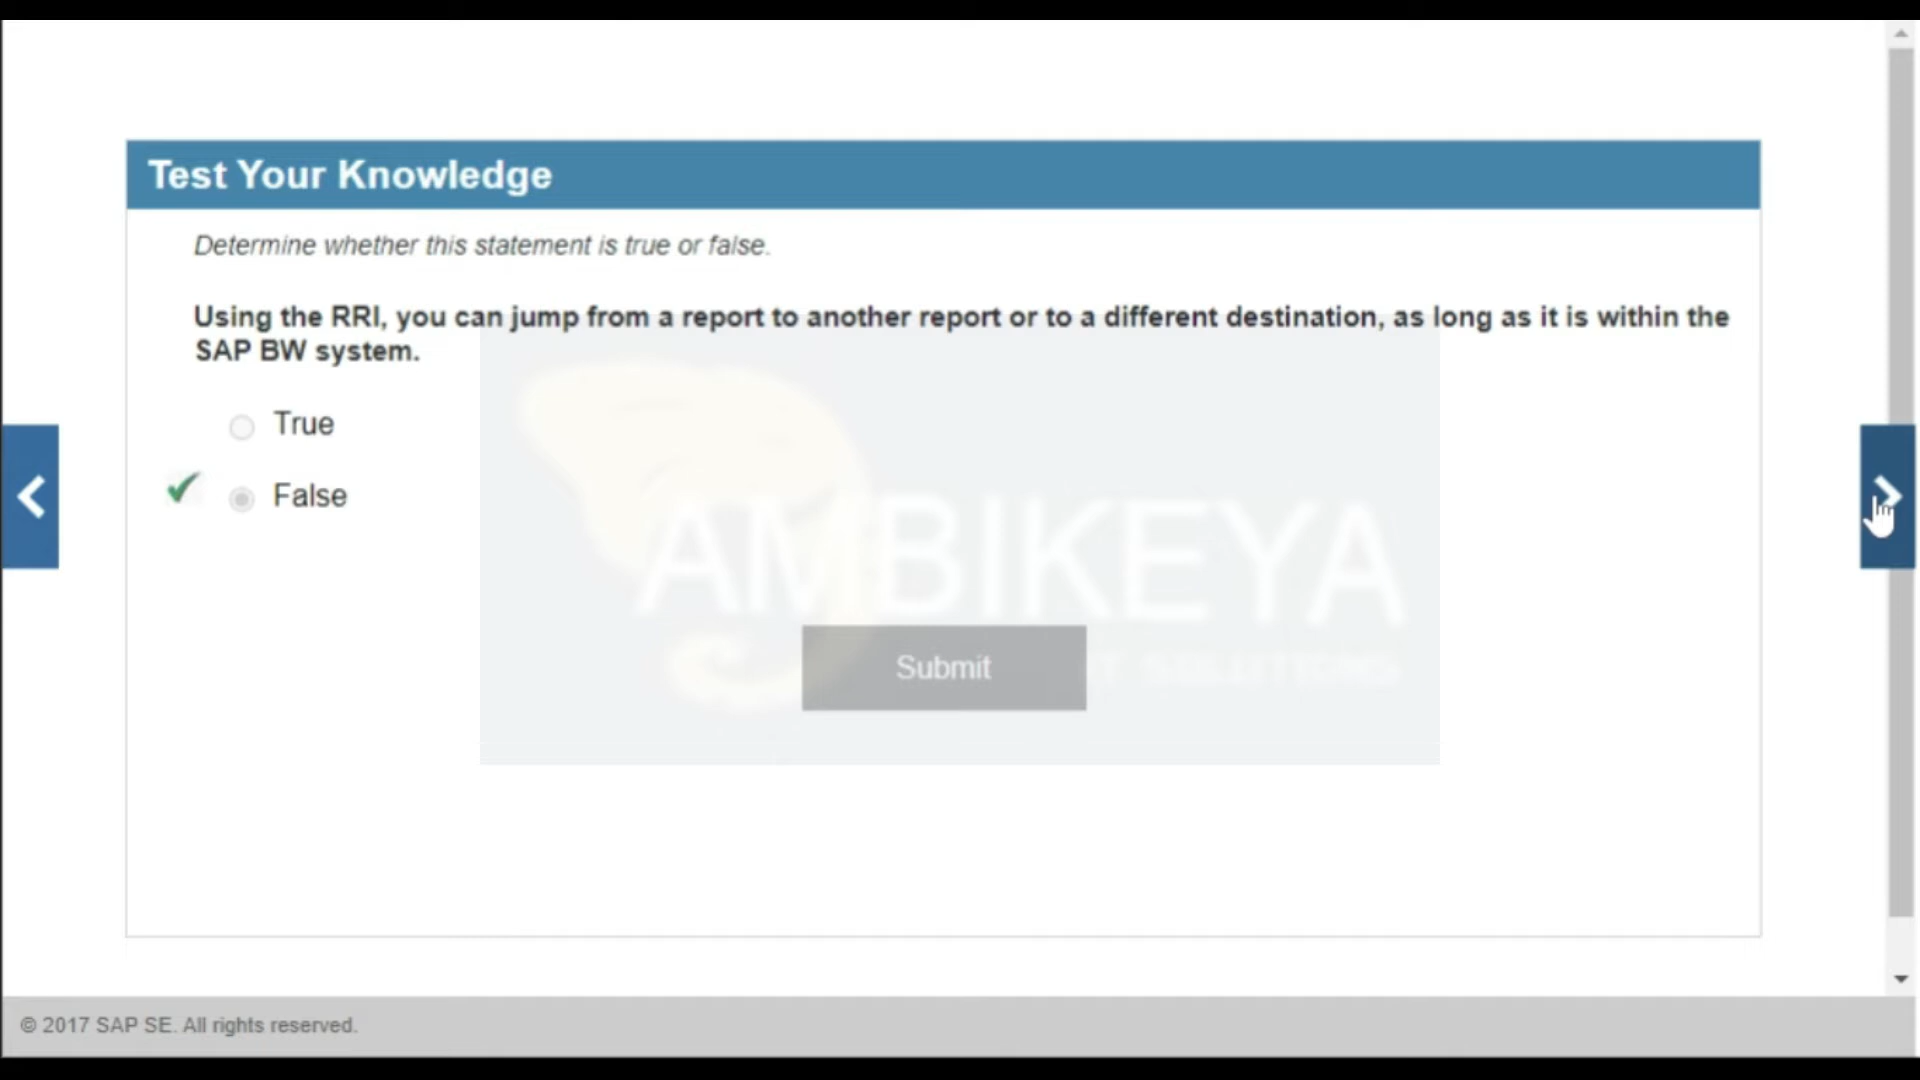 Test Your Knowledge
Determine whether this statement is true or false.
Using the RRI, you can jump from a report to another report or to a different destination, as long as it is within the
SAP BW system.
True
False
AMBIKEYA
IT SOLUTIONS
Submit
© 2017 SAP SE. All rights reserved.